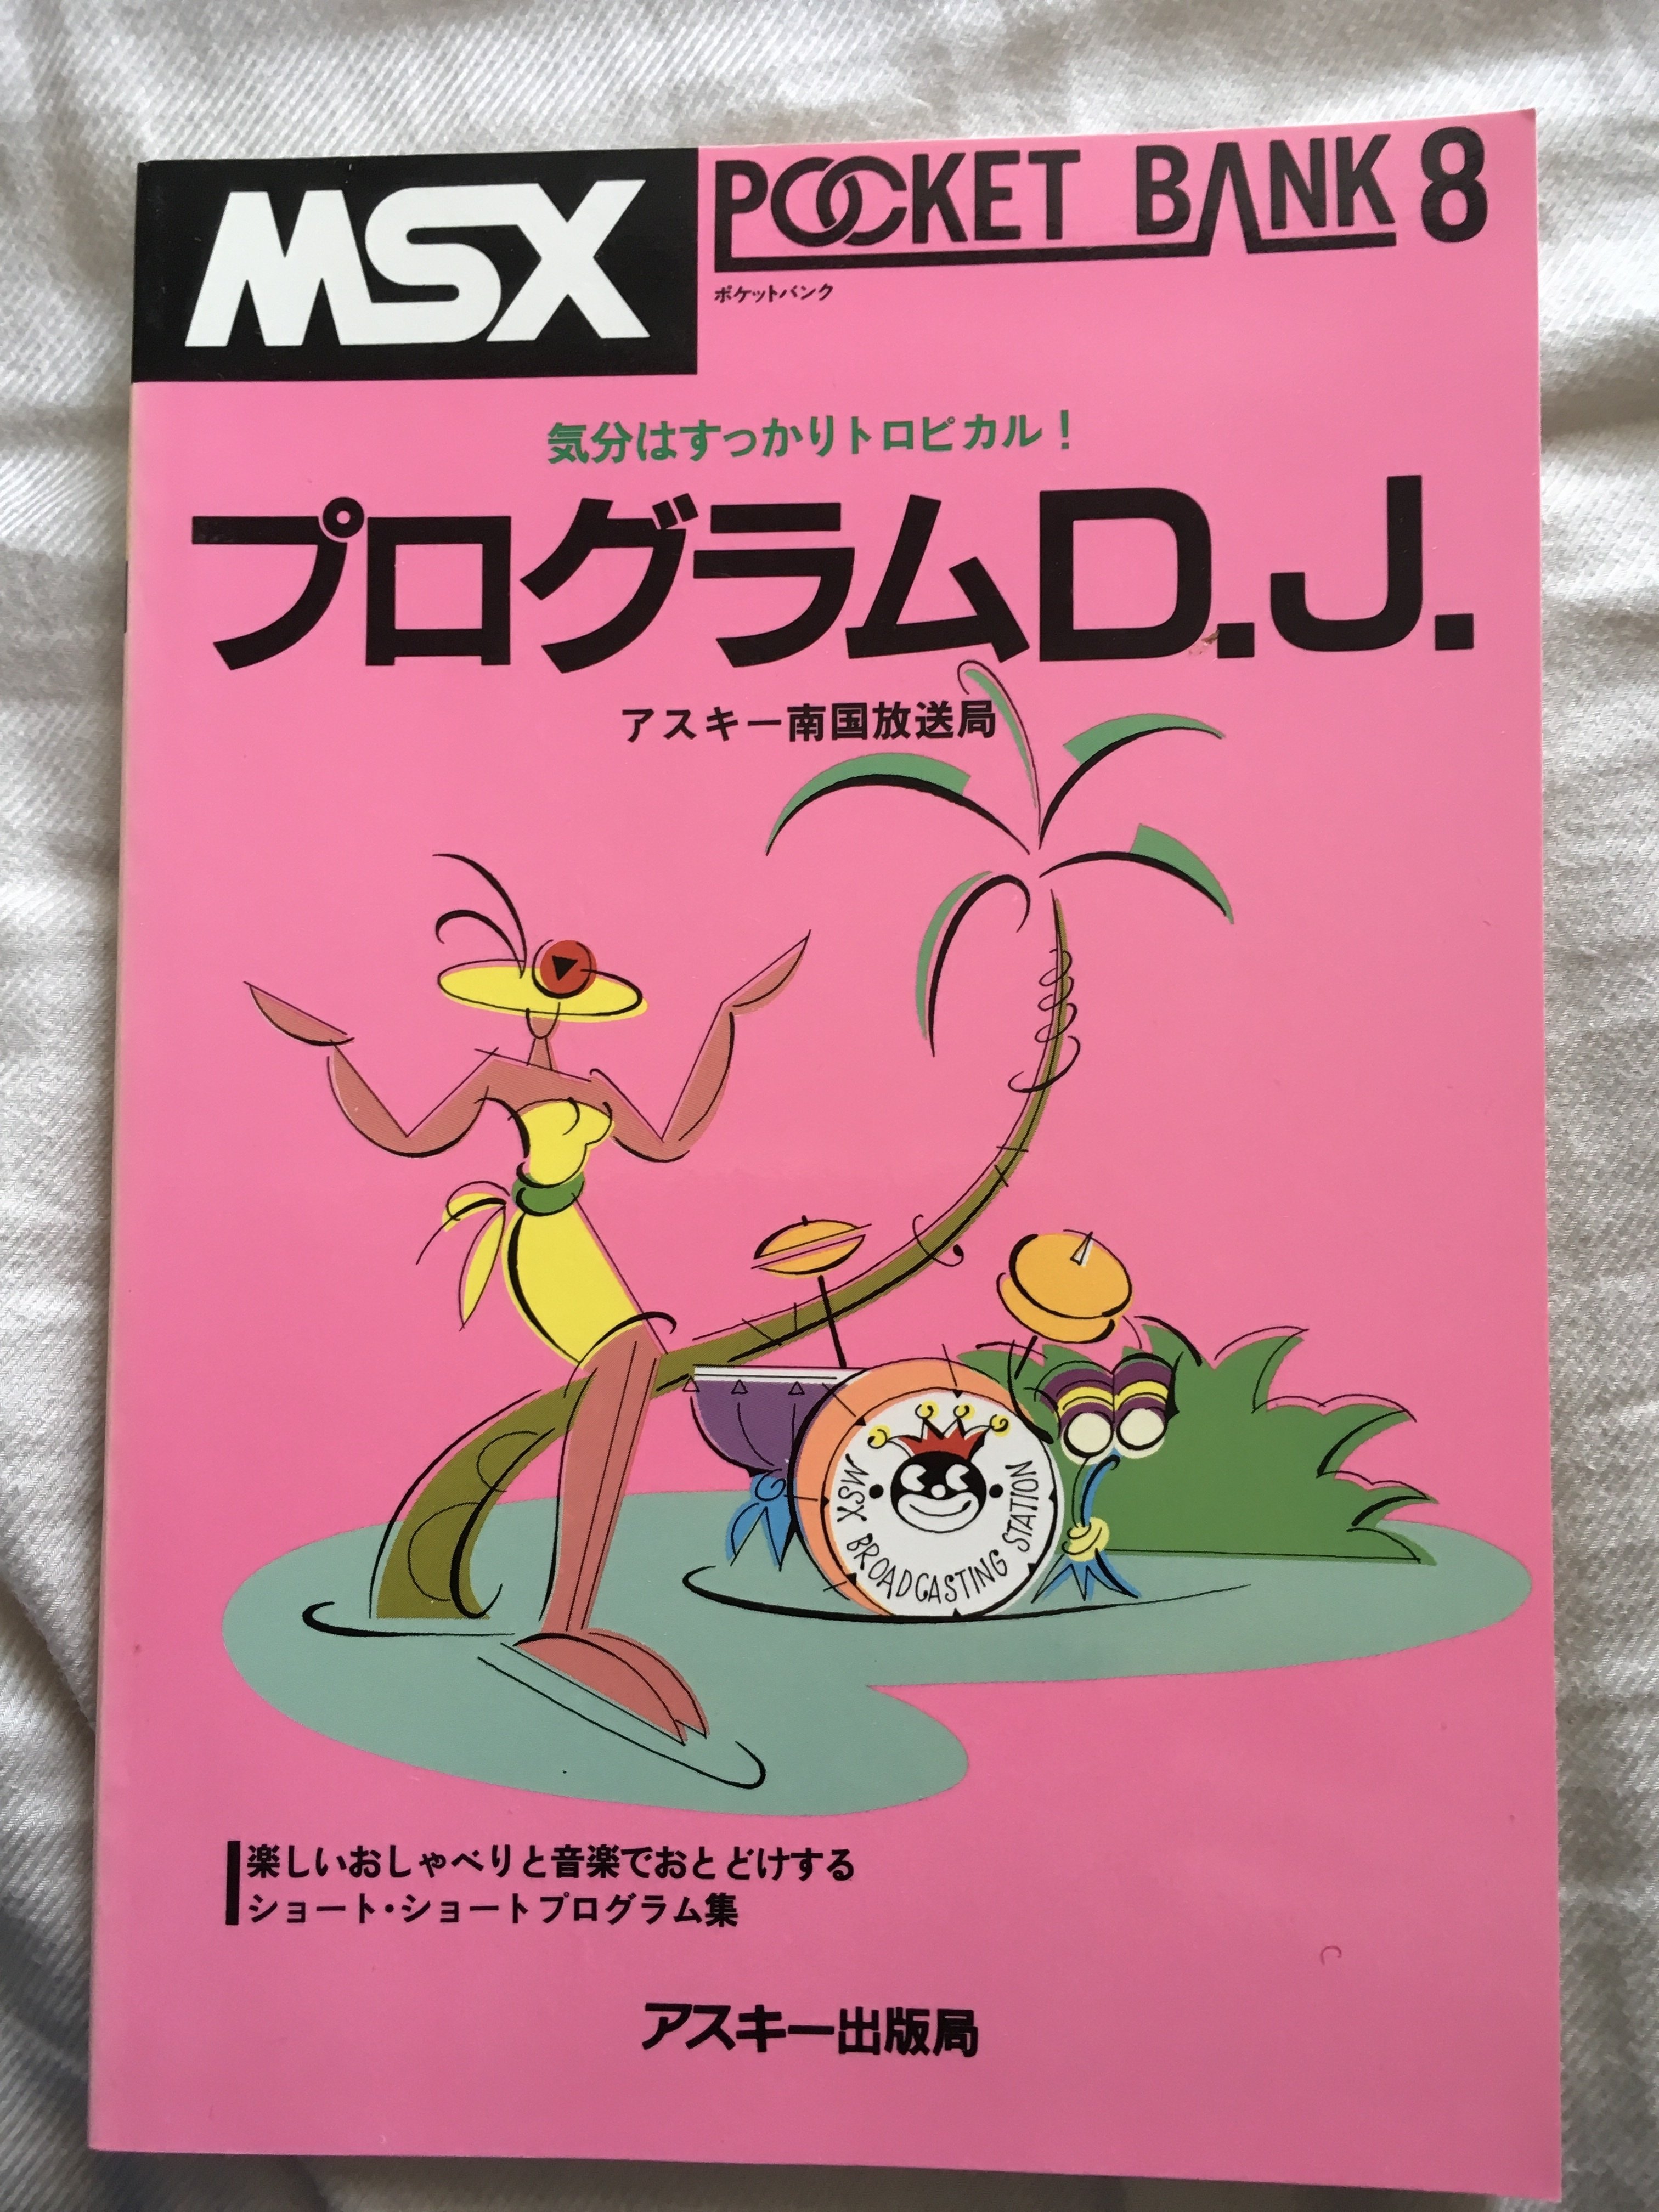 MSX
POCKET BANK 8
ポケットバンク
気分はすっかりトロピカル！
プログラムD.J.
アスキー南国放送局
MSX BROADCASTING STATION
楽しいおしゃべりと音楽でおとどけする
ショート・ショートプログラム集
アスキー出版局